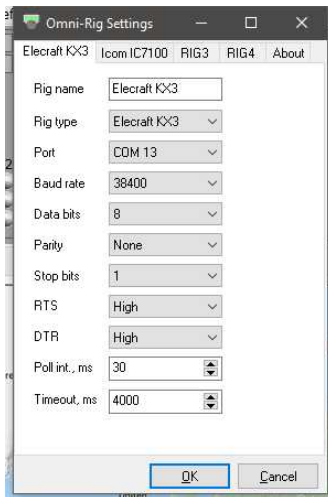 Omni-Rig Settings
Elecraft KX3 Icom IC7100 RIG3 RIG4 About
Rig name Elecraft KX3
Rig type Elecraft KX3
Port COM 13
Baud rate 38400
Data bits 8
Parity None
Stop bits 1
RTS High
DTR High
Poll int., ms 30
Timeout, ms 4000
OK Cancel